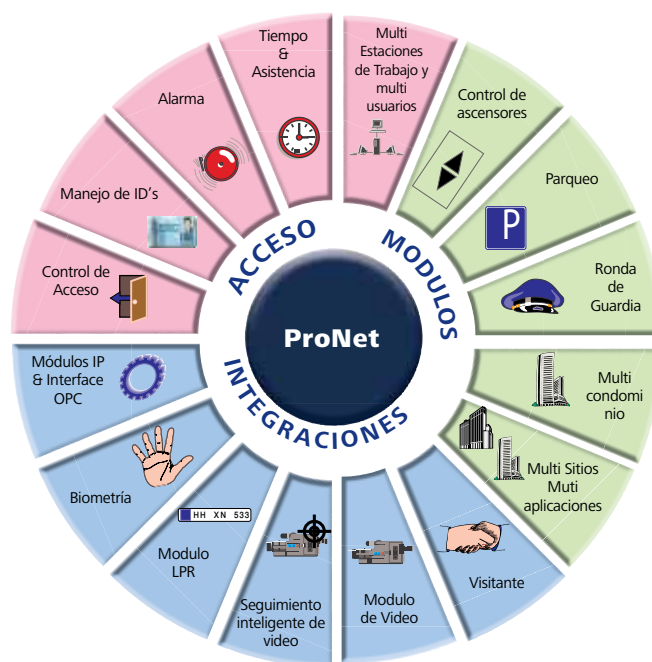 Tiempo
&
Asistencia
Multi
Estaciones
de Trabajo y
multi
usuarios
Control de
ascensores
Parqueo
P
Ronda
de
Guardia
Multi
condomi
nio
Multi Sitios
Muti
aplicaciones
Visitante
Modulo
de Video
Seguimiento
inteligente de
video
Modulo
LPR
HH XN 533
Biometría
Módulos IP
& Interface
OPC
Control de
Acceso
Manejo de ID's
Alarma
ACCESO
MODULOS
INTEGRACIONES
ProNet